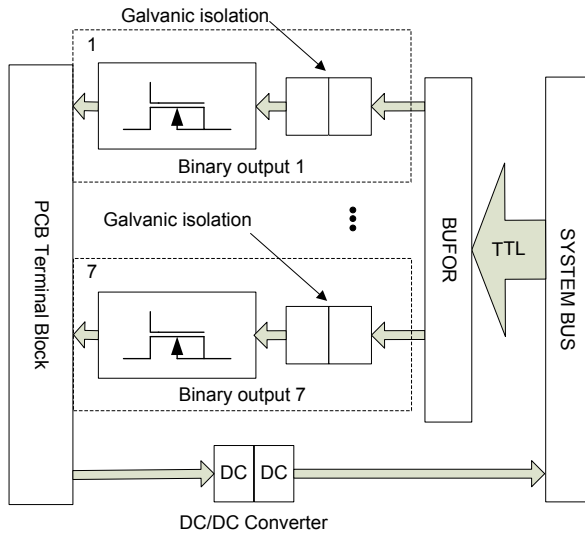 Galvanic isolation
1
Binary output 1
Galvanic isolation
7
Binary output 7
PCB Terminal Block
BUFOR
TTL
SYSTEM BUS
DC DC
DC/DC Converter